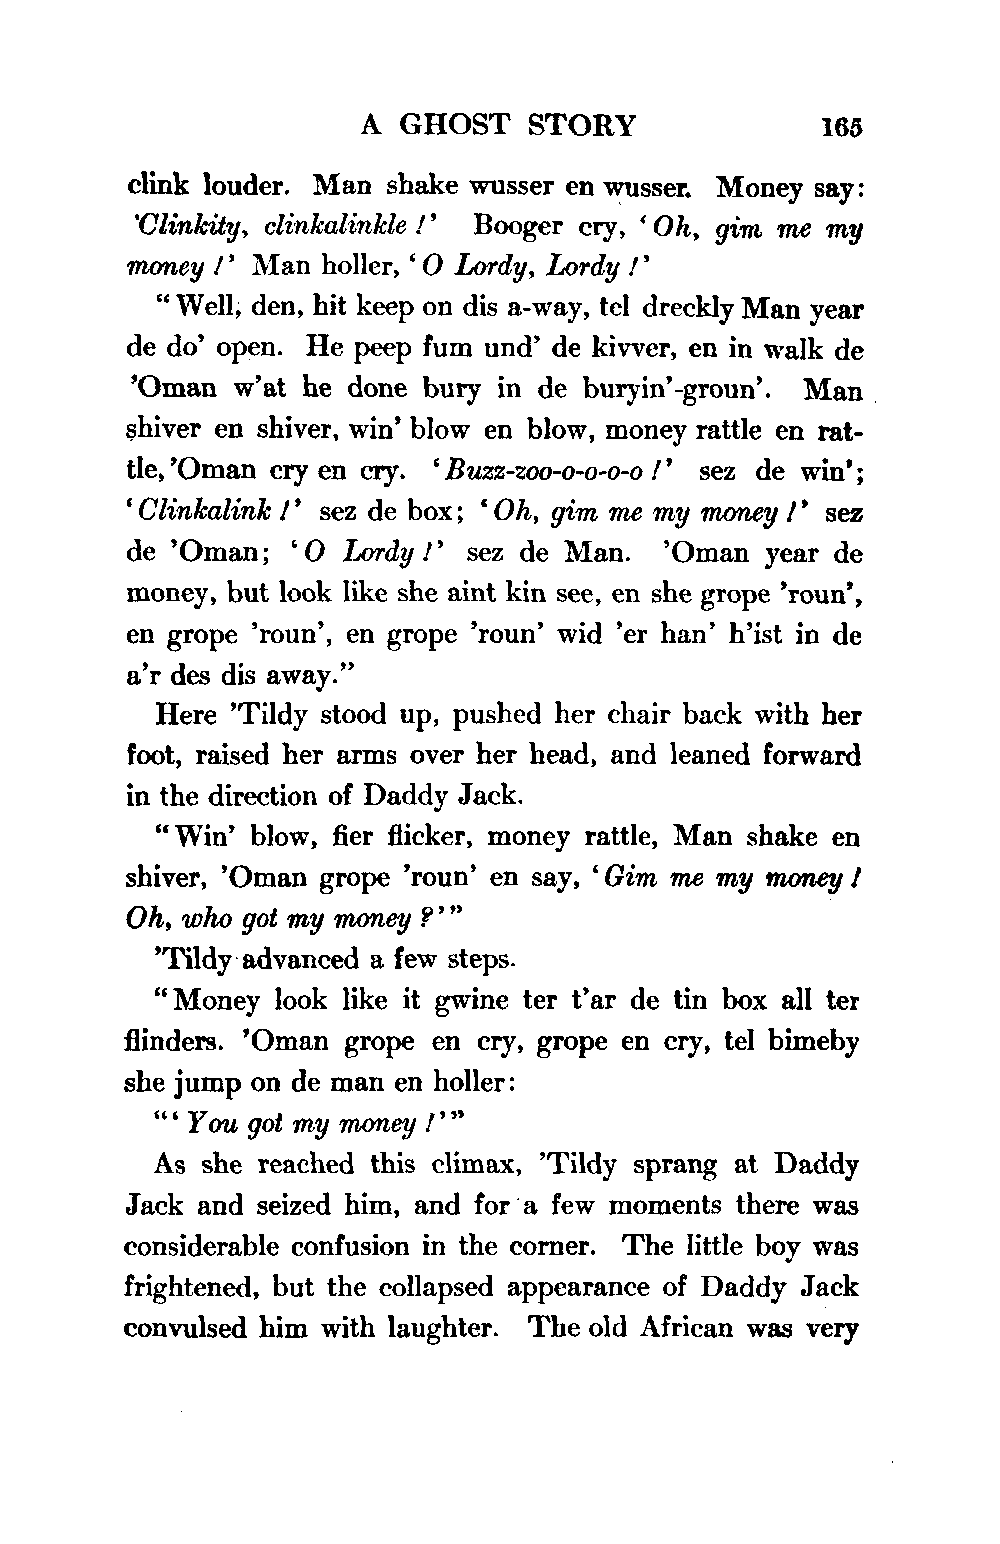 A GHOST STORY 165
clink louder. Man shake wusser en wusser. Money say:
'Clinkity, clinkalinkle!' Booger cry, 'Oh, gim me my
money!' Man holler, 'O Lordy, Lordy!'
"Well, den, hit keep on dis a-way, tel dreckly Man year
de do' open. He peep fum und' de kivver, en in walk de
'Oman w'at he done bury in de buryin'-groun'. Man
shiver en shiver, win' blow en blow, money rattle en rat-
tle, 'Oman cry en cry. 'Buzz-zoo-o-o-o-o!' sez de win';
'Clinkalink!' sez de box; 'Oh, gim me my money!' sez
de 'Oman; 'O Lordy!' sez de Man. 'Oman year de
money, but look like she aint kin see, en she grope 'roun',
en grope 'roun', en grope 'roun' wid 'er han' h'ist in de
a'r des dis away."
Here 'Tildy stood up, pushed her chair back with her
foot, raised her arms over her head, and leaned forward
in the direction of Daddy Jack.
"Win' blow, fier flicker, money rattle, Man shake en
shiver, 'Oman grope 'roun' en say, 'Gim me my money!
Oh, who got my money?'"
'Tildy advanced a few steps.
"Money look like it gwine ter t'ar de tin box all ter
flinders. 'Oman grope en cry, grope en cry, tel bimeby
she jump on de man en holler:
"'You got my money!'"
As she reached this climax, 'Tildy sprang at Daddy
Jack and seized him, and for a few moments there was
considerable confusion in the corner. The little boy was
frightened, but the collapsed appearance of Daddy Jack
convulsed him with laughter. The old African was very